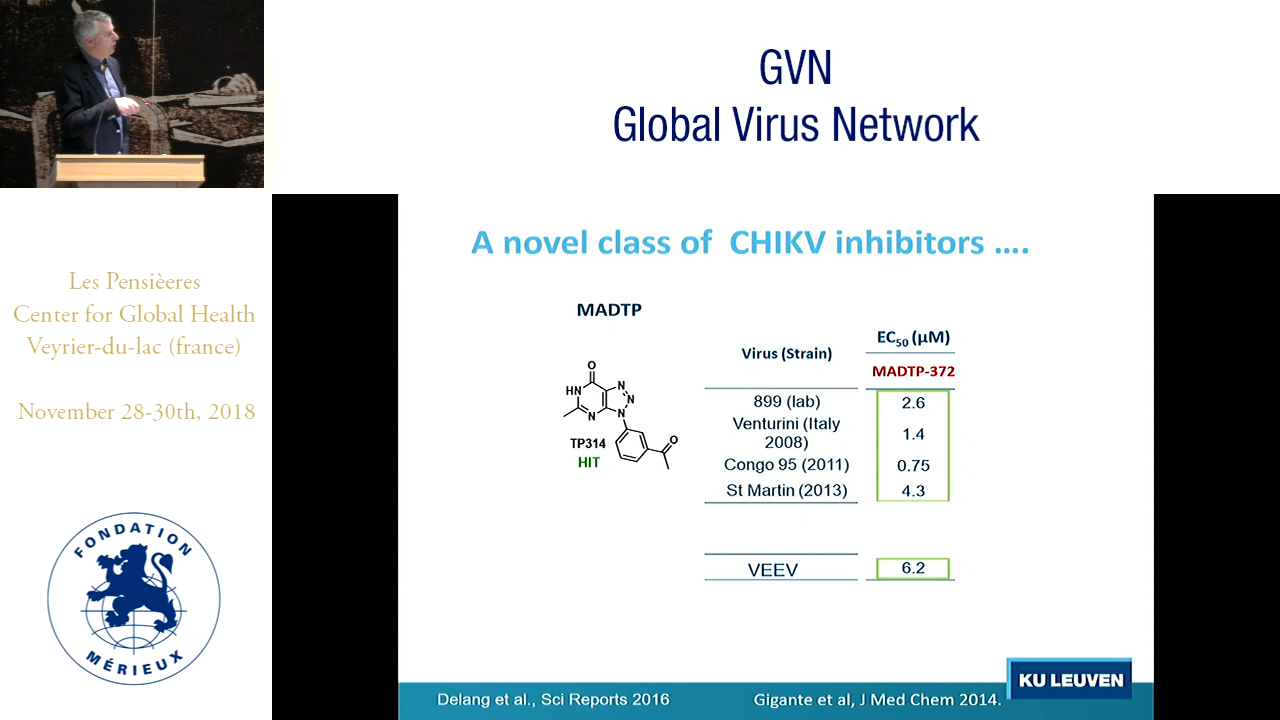 GVN
Global Virus Network
Les Pensièeres
Center for Global Health
Veyrier-du-lac (france)
November 28-30th, 2018
FONDATION
MÉRIEUX
A novel class of CHIKV inhibitors ....
MADTP
O
HN
N
N
N
N
TP314
HIT
O
EC50 (µM)
Virus (Strain)
MADTP-372
899 (lab) 2.6
Venturini (Italy
2008) 1.4
Congo 95 (2011) 0.75
St Martin (2013) 4.3
VEEV 6.2
KU LEUVEN
Delang et al., Sci Reports 2016
Gigante et al, J Med Chem 2014.